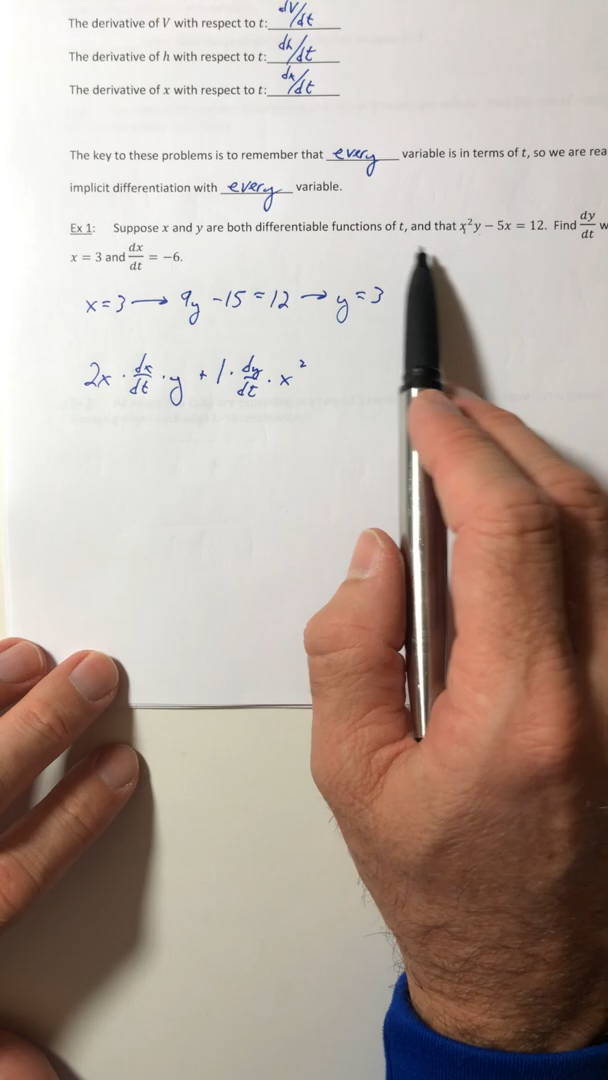 The derivative of V with respect to t: dV/dt
The derivative of h with respect to t: dh/dt
The derivative of x with respect to t: dx/dt
The key to these problems is to remember that every variable is in terms of t, so we are rea
implicit differentiation with every variable.
Ex 1: Suppose x and y are both differentiable functions of t, and that x²y − 5x = 12. Find dy/dt w
x = 3 and dx/dt = −6.
x=3 → 9y -15 = 12 → y = 3
2x · dx/dt · y + 1 · dy/dt · x²